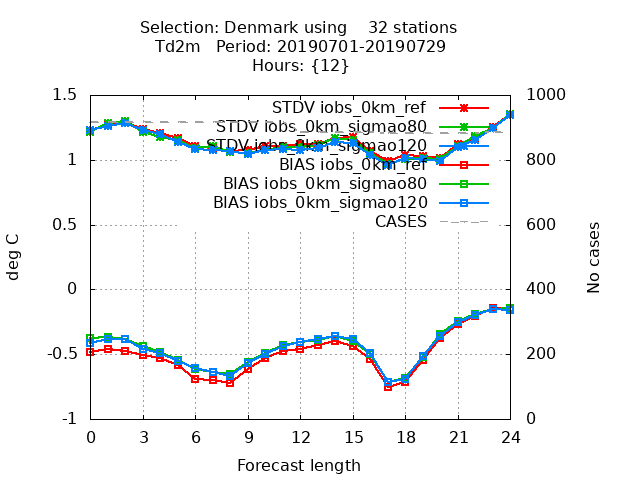 Selection: Denmark using    32 stations
Td2m   Period: 20190701-20190729
Hours: {12}
1.5
1
0.5
0
-0.5
-1
deg C
1000
800
600
400
200
0
No cases
STDV iobs_0km_ref
STDV iobs_0km_sigmao80
STDV iobs_0km_sigmao120
BIAS iobs_0km_ref
BIAS iobs_0km_sigmao80
BIAS iobs_0km_sigmao120
CASES
0 3 6 9 12 15 18 21 24
Forecast length